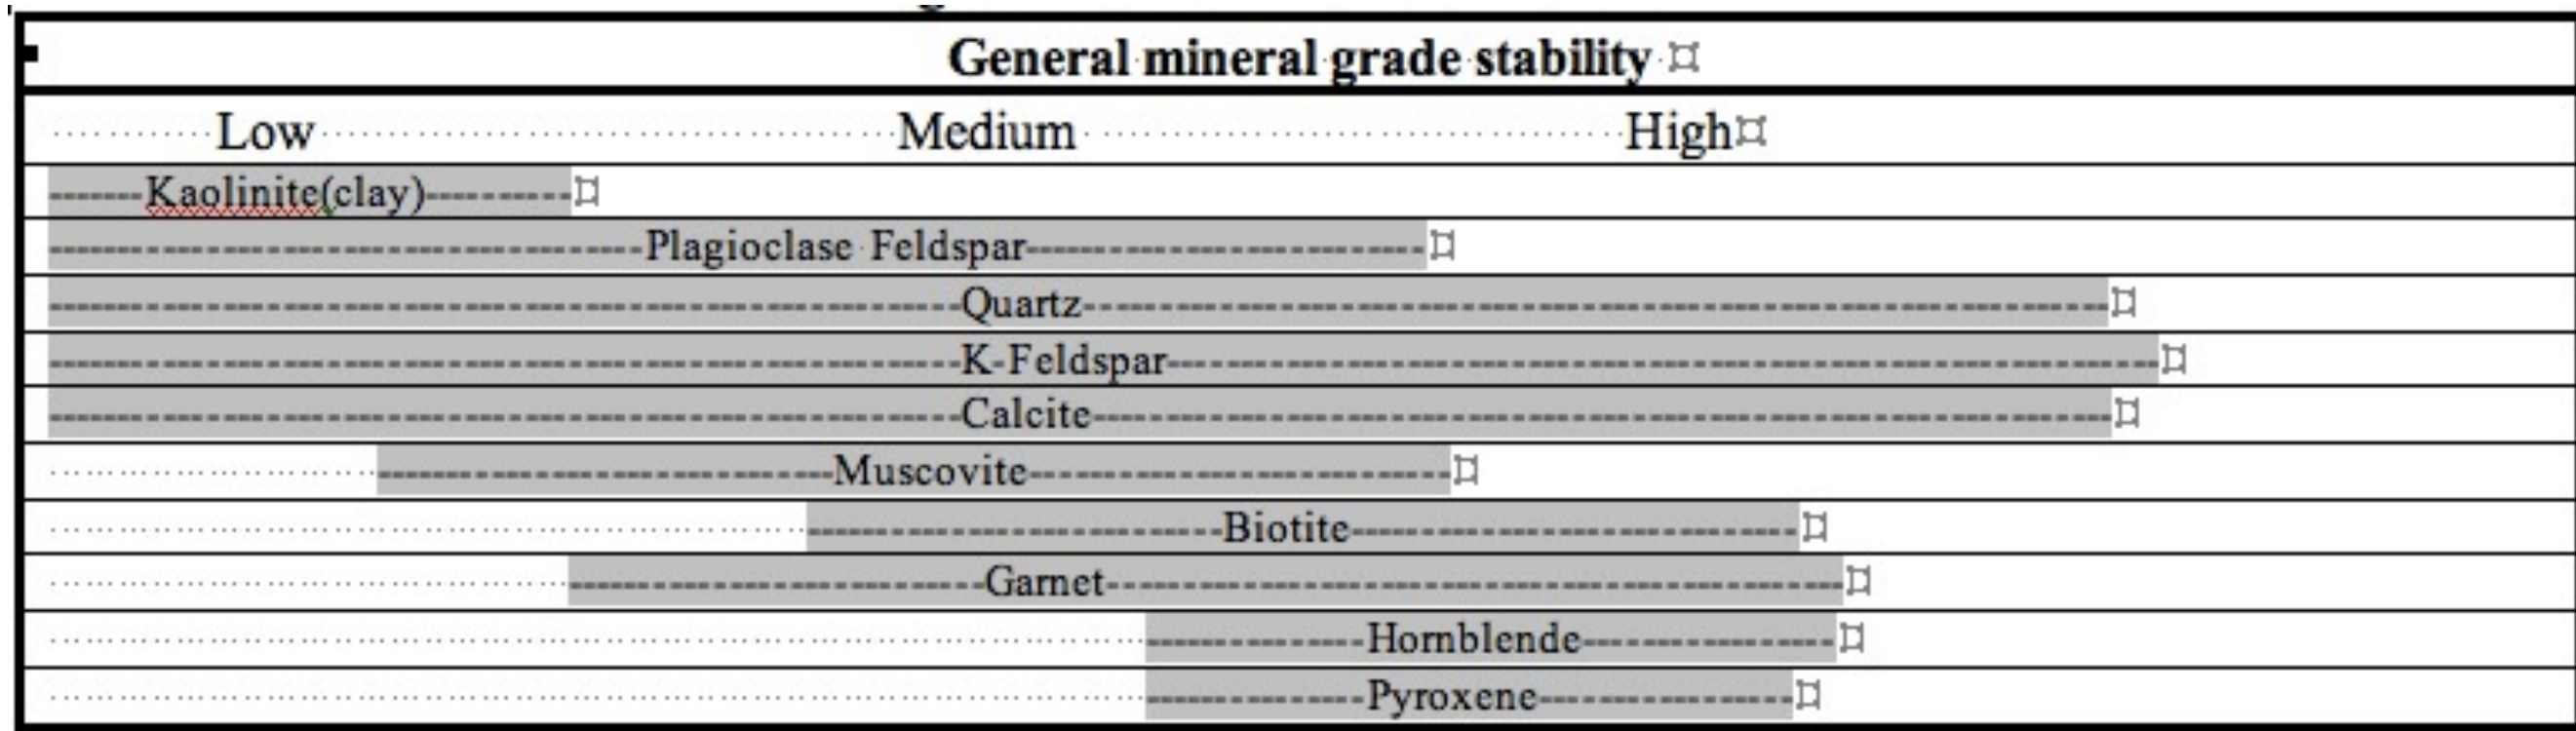 General mineral grade stability
Low Medium High
Kaolinite(clay)
Plagioclase Feldspar
Quartz
K-Feldspar
Calcite
Muscovite
Biotite
Garnet
Hornblende
Pyroxene